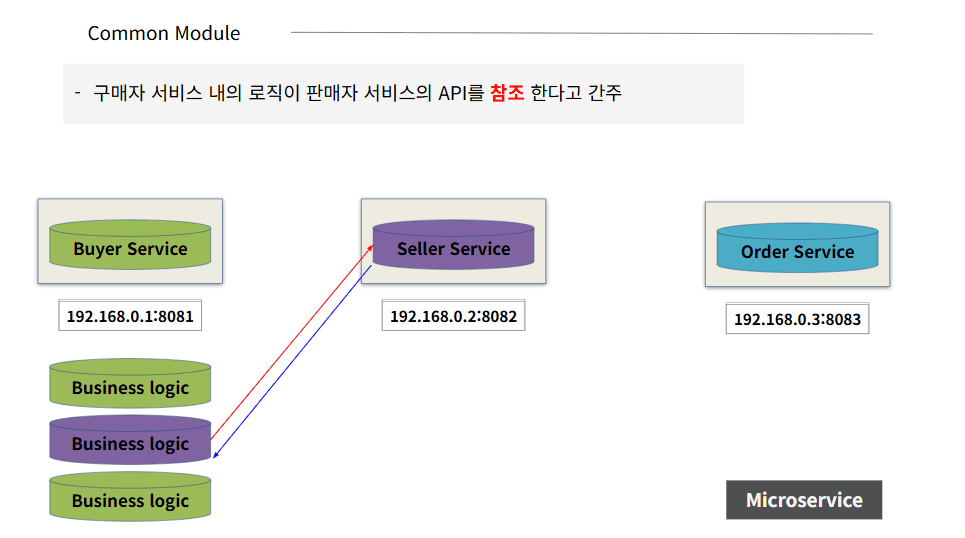 Common Module
- 구매자 서비스 내의 로직이 판매자 서비스의 API를 참조 한다고 간주
Buyer Service
Seller Service
Order Service
192.168.0.1:8081
192.168.0.2:8082
192.168.0.3:8083
Business logic
Business logic
Business logic
Microservice